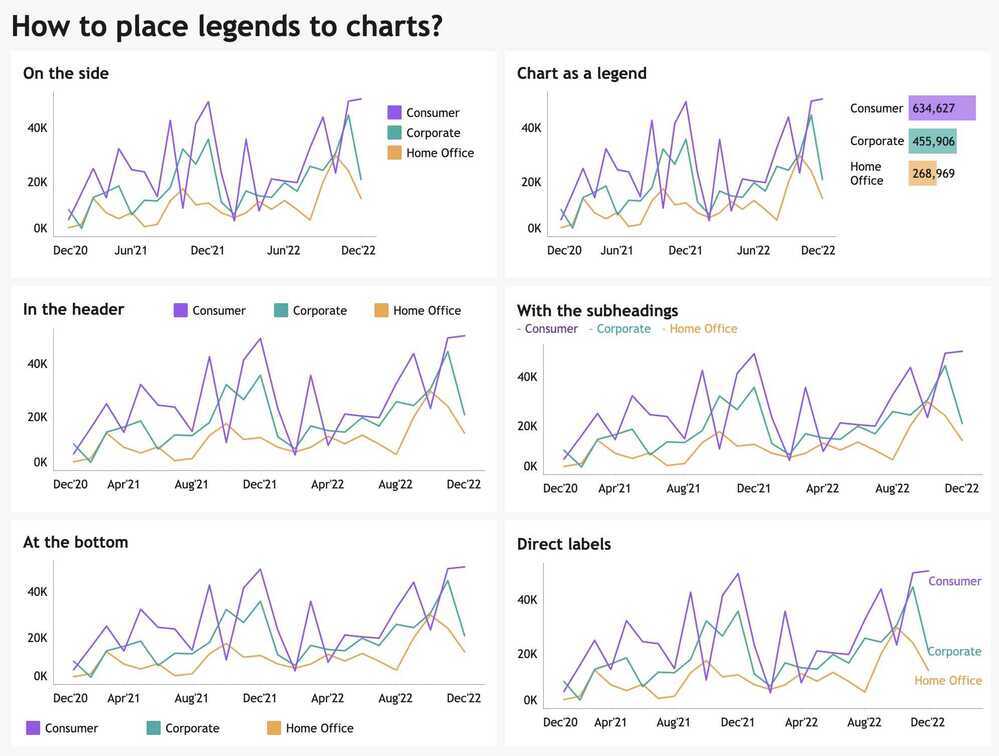 How to place legends to charts?
On the side
40K
20K
0K
Dec'20 Jun'21 Dec'21 Jun'22 Dec'22
Consumer
Corporate
Home Office
Chart as a legend
40K
20K
0K
Dec'20 Jun'21 Dec'21 Jun'22 Dec'22
Consumer 634,627
Corporate 455,906
Home
Office 268,969
In the header Consumer Corporate Home Office
40K
20K
0K
Dec'20 Apr'21 Aug'21 Dec'21 Apr'22 Aug'22 Dec'22
With the subheadings
- Consumer - Corporate - Home Office
40K
20K
0K
Dec'20 Apr'21 Aug'21 Dec'21 Apr'22 Aug'22 Dec'22
At the bottom
40K
20K
0K
Dec'20 Apr'21 Aug'21 Dec'21 Apr'22 Aug'22 Dec'22
Consumer Corporate Home Office
Direct labels
Consumer
40K
20K
Corporate
Home Office
0K
Dec'20 Apr'21 Aug'21 Dec'21 Apr'22 Aug'22 Dec'22